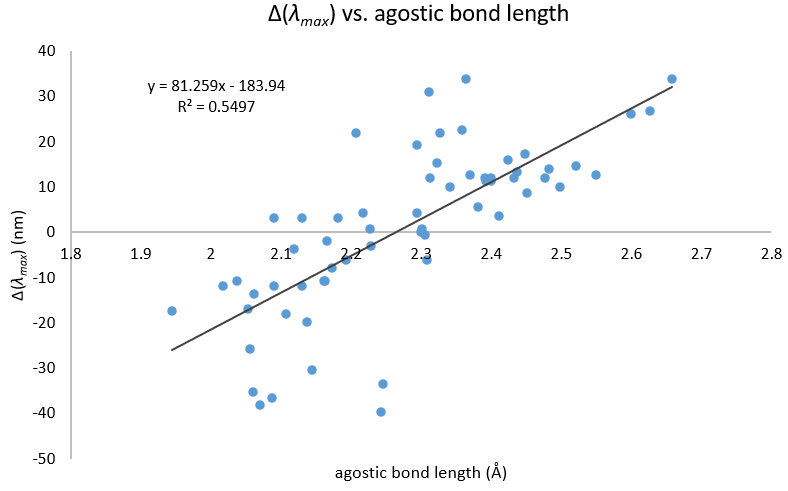 Δ(λmax) vs. agostic bond length
y = 81.259x - 183.94
R² = 0.5497
40
30
20
10
0
-10
-20
-30
-40
-50
1.8 1.9 2 2.1 2.2 2.3 2.4 2.5 2.6 2.7 2.8
Δ(λmax) (nm)
agostic bond length (Å)